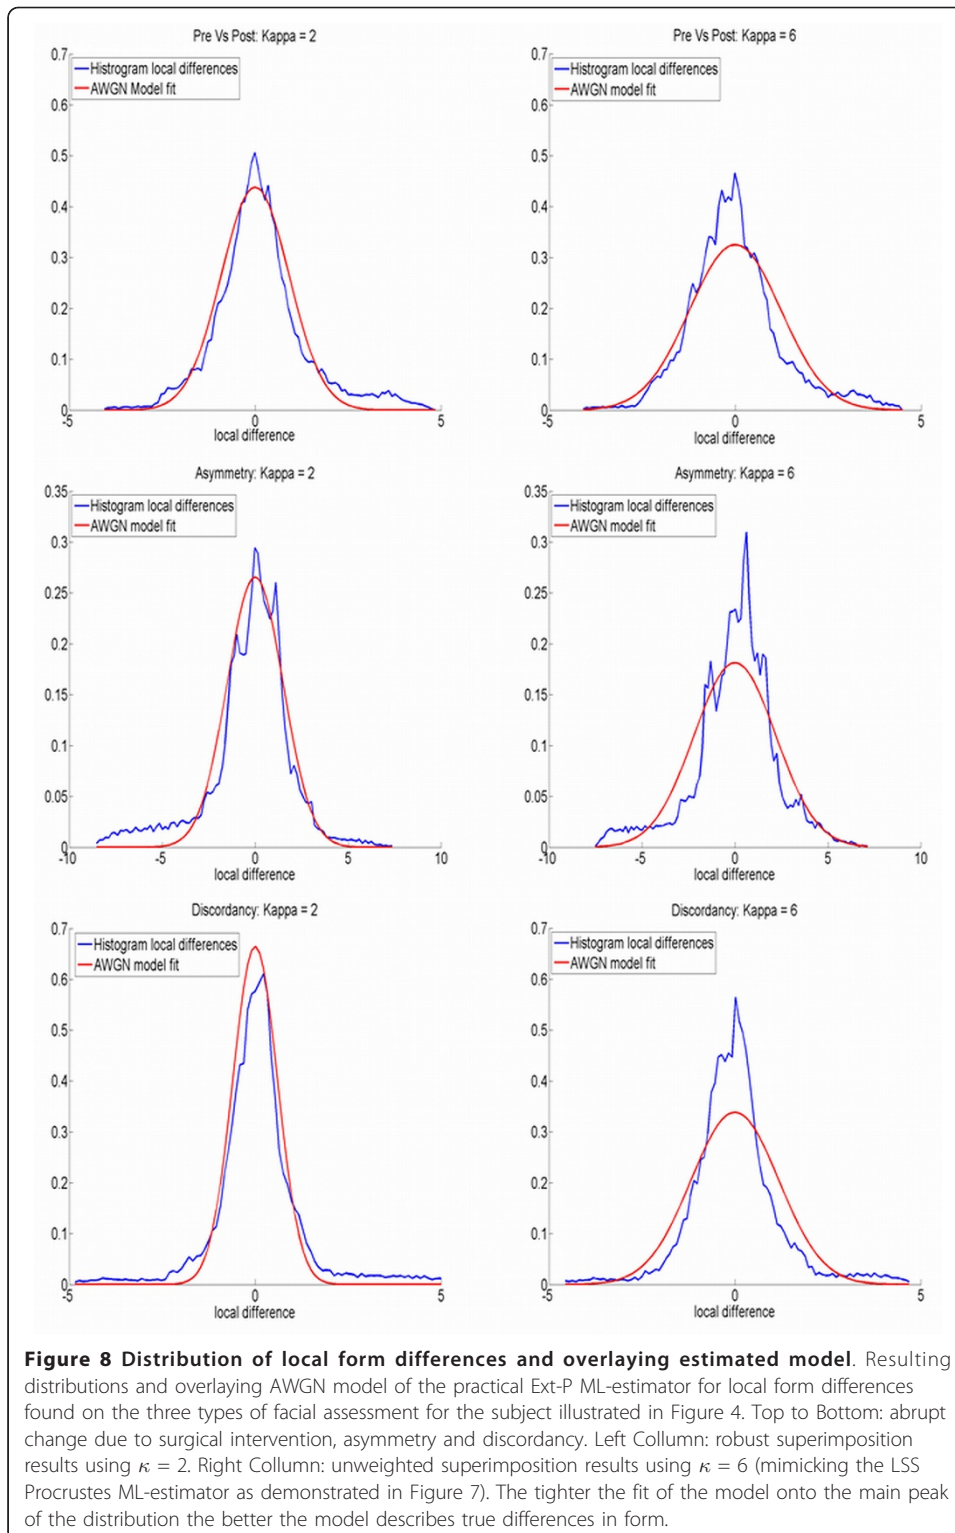 Pre Vs Post: Kappa = 2
0.7
0.6
0.5
0.4
0.3
0.2
0.1
0
-5
0
5
Histrogram local differences
AWGN Model fit
local difference
Pre Vs Post: Kappa = 6
0.7
0.6
0.5
0.4
0.3
0.2
0.1
0
-5
0
5
Histogram local differences
AWGN Model fit
local difference
Asymmetry: Kappa = 2
0.35
0.3
0.25
0.2
0.15
0.1
0.05
0
-10
-5
0
5
10
Histogram local differences
AWGN model fit
local difference
Asymmetry: Kappa = 6
0.35
0.3
0.25
0.2
0.15
0.1
0.05
0
-10
-5
0
5
10
Histogram local differences
AWGN model fit
local difference
Discordancy: Kappa = 2
0.7
0.6
0.5
0.4
0.3
0.2
0.1
0
-5
0
5
Histogram local differences
AWGN model fit
local difference
Discordancy: Kappa = 6
0.7
0.6
0.5
0.4
0.3
0.2
0.1
0
-5
0
5
Histogram local differences
AWGN model fit
local difference
Figure 8 Distribution of local form differences and overlaying estimated model. Resulting
distributions and overlaying AWGN model of the practical Ext-P ML-estimator for local form differences
found on the three types of facial assessment for the subject illustrated in Figure 4. Top to Bottom: abrupt
change due to surgical intervention, asymmetry and discordancy. Left Collumn: robust superimposition
results using κ = 2. Right Collumn: unweighted superimposition results using κ = 6 (mimicking the LSS
Procrustes ML-estimator as demonstrated in Figure 7). The tighter the fit of the model onto the main peak
of the distribution the better the model describes true differences in form.